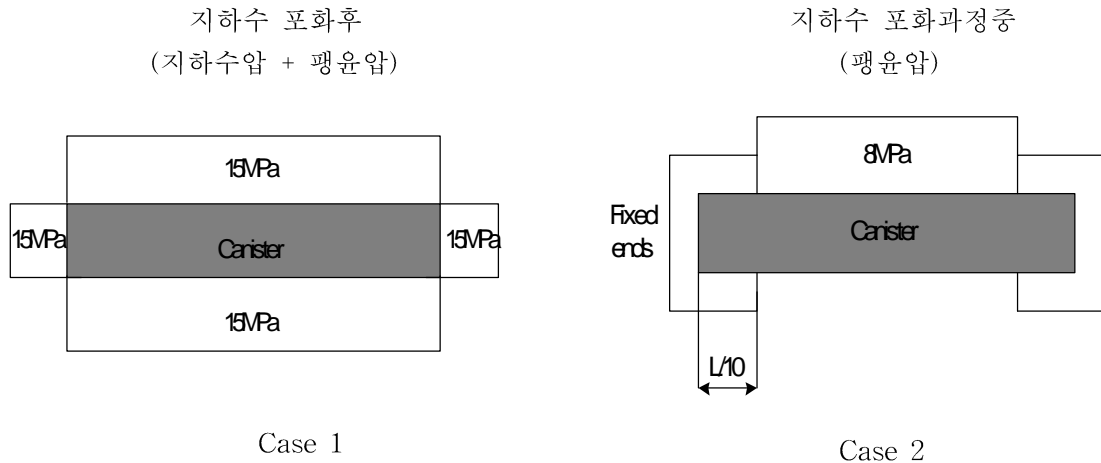 지하수 포화후
(지하수압 + 팽윤압)
15MPa
15MPa
Canister
15MPa
15MPa
Case 1
지하수 포화과정중
(팽윤압)
8MPa
Fixed
ends
Canister
L/10
Case 2